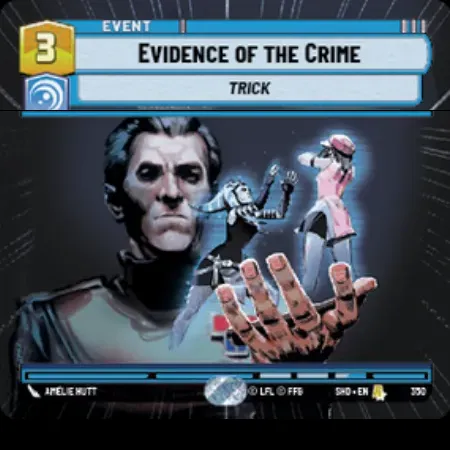 EVENT
3
EVIDENCE OF THE CRIME
TRICK
AMÉLIE HUTT
© LFL © FFG
SHD • EN
350